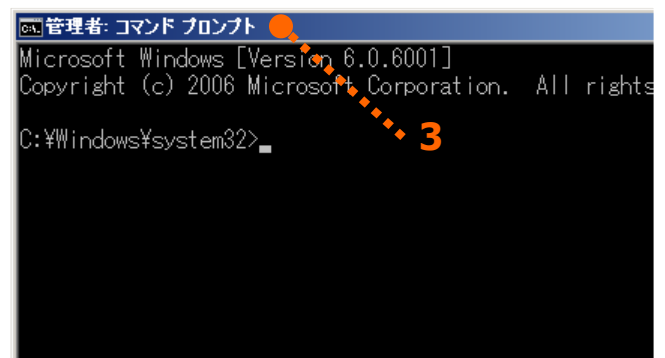 管理者: コマンド プロンプト
Microsoft Windows [Version 6.0.6001]
Copyright (c) 2006 Microsoft Corporation.  All rights
C:¥Windows¥system32>
3